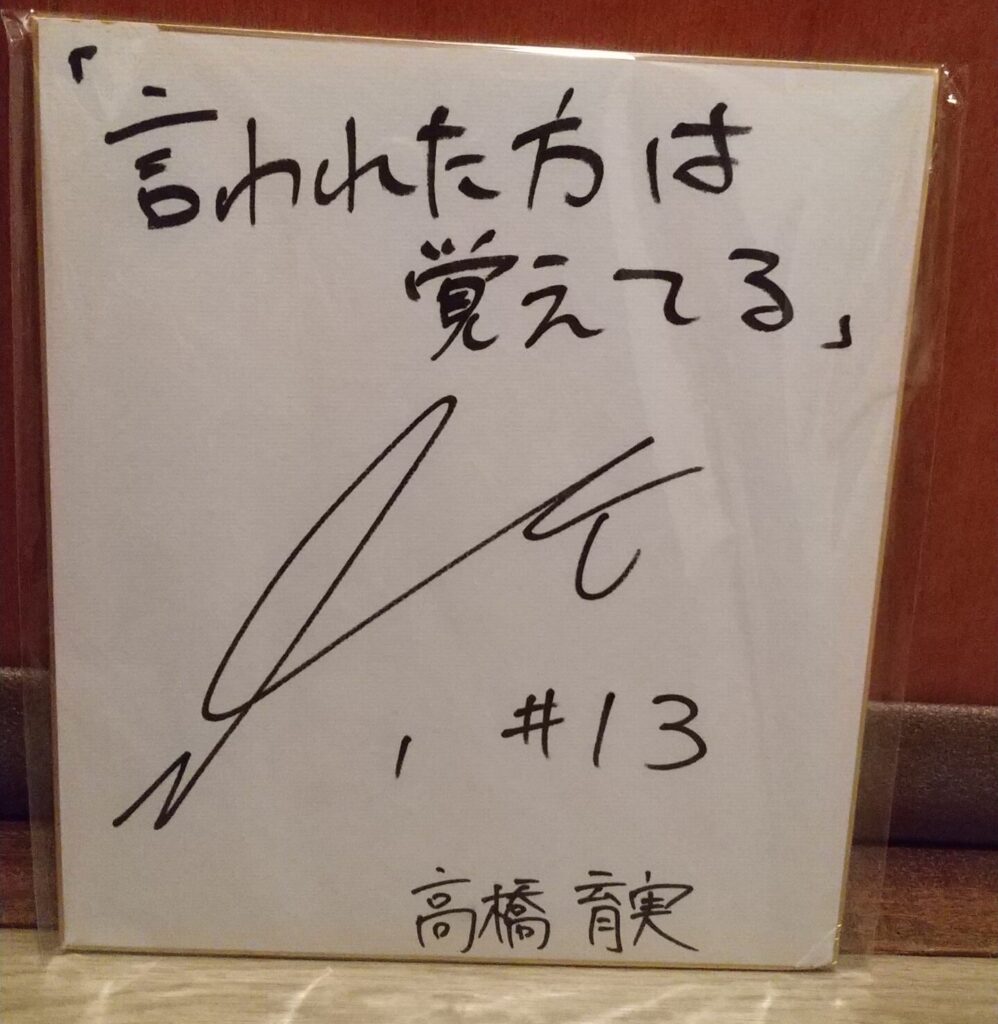 「言われた方は
覚えてる」
#13
高橋 育実